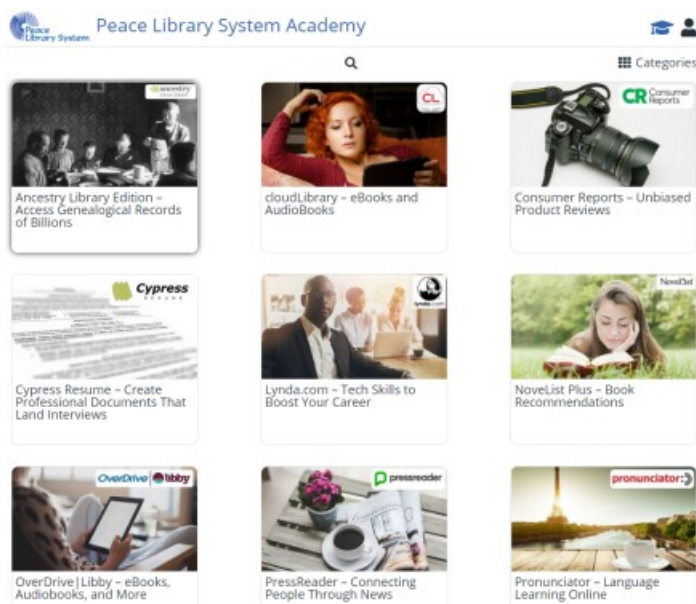 Peace
Library System
Peace Library System Academy
Categories
ancestry
CL
CR Consumer
Reports
Ancestry Library Edition –
Access Genealogical Records
of Billions
cloudLibrary – eBooks and
AudioBooks
Consumer Reports – Unbiased
Product Reviews
Cypress
RESUME
lynda.com
NoveList
Cypress Resume – Create
Professional Documents That
Land Interviews
Lynda.com – Tech Skills to
Boost Your Career
NoveList Plus – Book
Recommendations
OverDrive
libby
pressreader
pronunciator:
OverDrive|Libby – eBooks,
Audiobooks, and More
PressReader – Connecting
People Through News
Pronunciator – Language
Learning Online